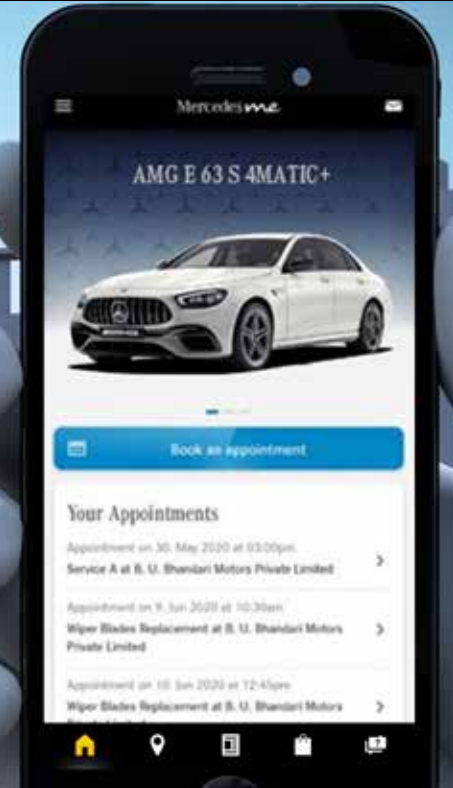 Mercedes me
AMG E 63 S 4MATIC+
Book an appointment
Your Appointments
Appointment on 30. May 2020 at 03:00pm
Service A at B. U. Bhandari Motors Private Limited
Appointment on 9. Jun 2020 at 10:30am
Wiper Blades Replacement at B. U. Bhandari Motors
Private Limited
Appointment on 10. Jun 2020 at 12:45pm
Wiper Blades Replacement at B. U. Bhandari Motors
Private Limited